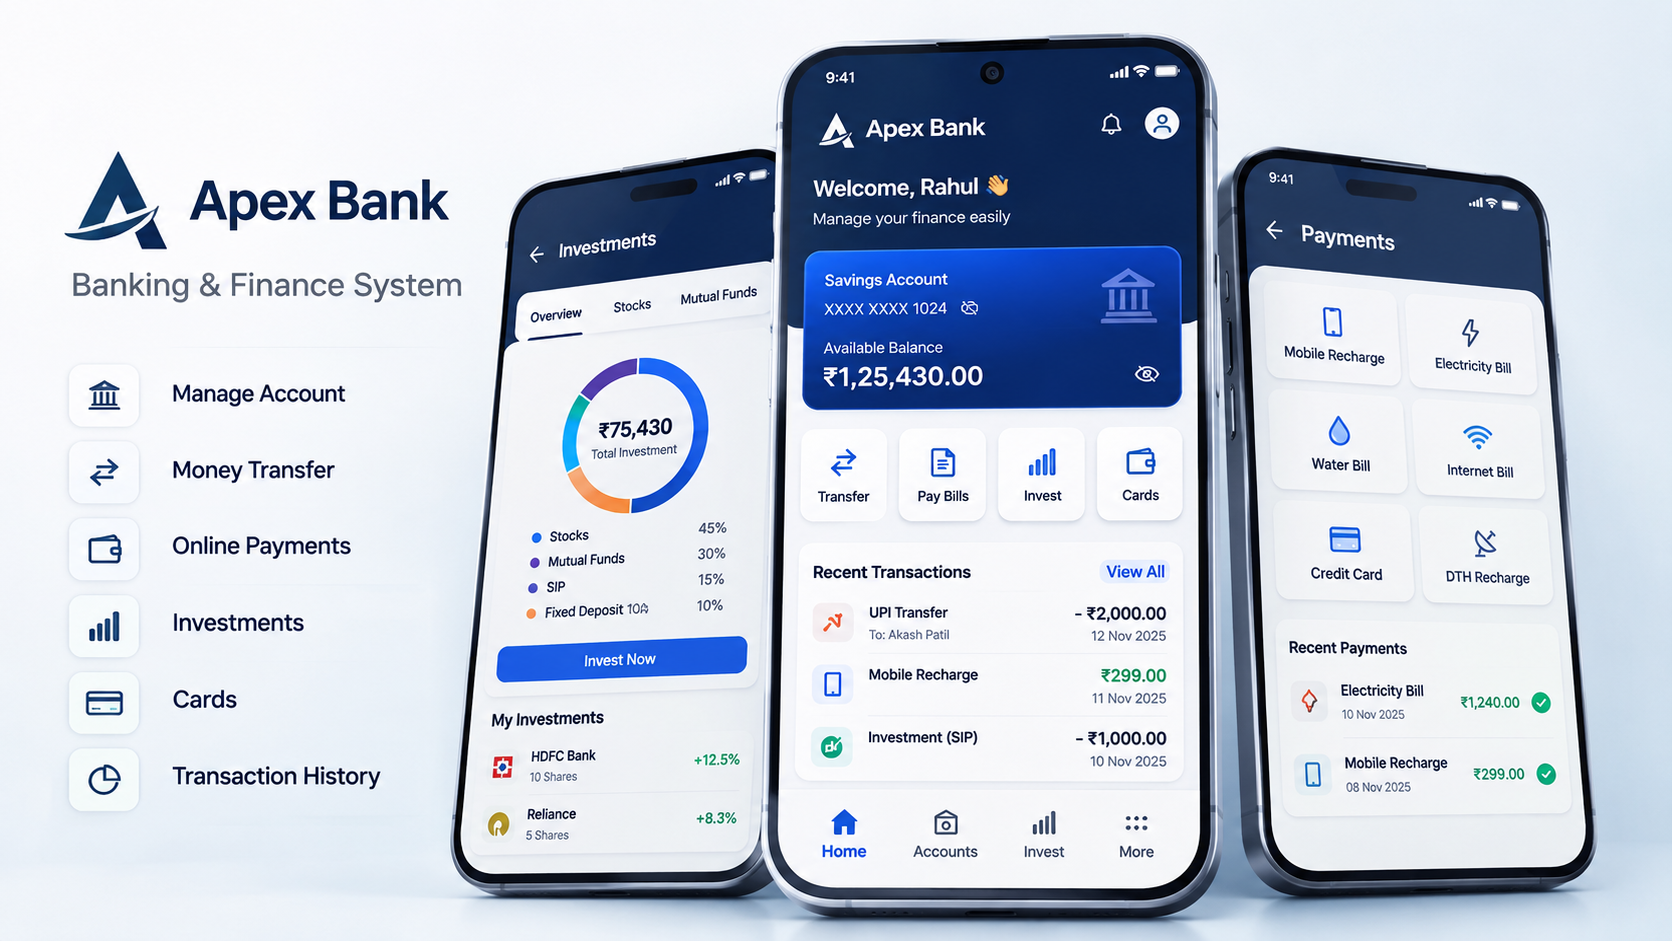 Apex Bank
Banking & Finance System
Manage Account
Money Transfer
Online Payments
Investments
Cards
Transaction History
Investments
Overview Stocks Mutual Funds
₹75,430
Total Investment
Stocks 45%
Mutual Funds 30%
SIP 15%
Fixed Deposit 10%
Invest Now
My Investments
HDFC Bank +12.5%
10 Shares
Reliance +8.3%
5 Shares
9:41
Apex Bank
Welcome, Rahul 👋
Manage your finance easily
Savings Account
XXXX XXXX 1024
Available Balance
₹1,25,430.00
Transfer Pay Bills Invest Cards
Recent Transactions View All
UPI Transfer - ₹2,000.00
To: Akash Patil 12 Nov 2025
Mobile Recharge ₹299.00
11 Nov 2025
Investment (SIP) - ₹1,000.00
10 Nov 2025
Home Accounts Invest More
9:41
Payments
Mobile Recharge Electricity Bill
Water Bill Internet Bill
Credit Card DTH Recharge
Recent Payments
Electricity Bill ₹1,240.00
10 Nov 2025
Mobile Recharge ₹299.00
08 Nov 2025